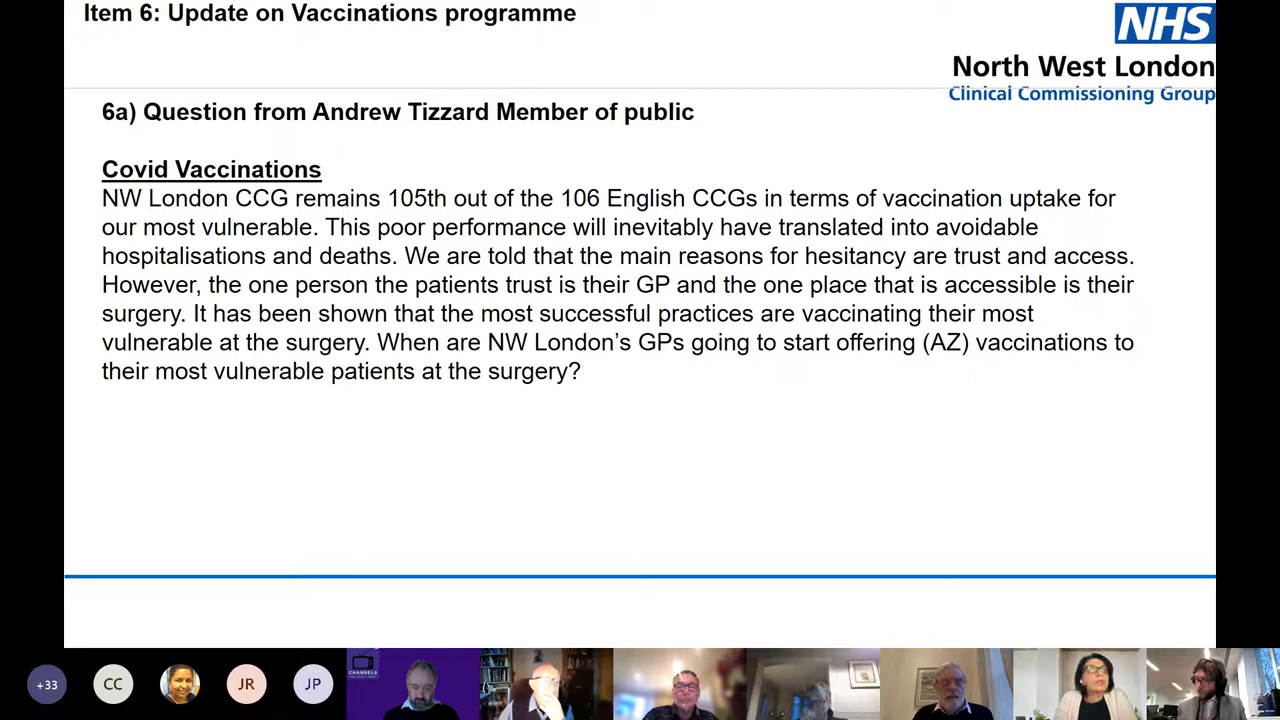 Item 6: Update on Vaccinations programme
NHS
North West London
Clinical Commissioning Group
6a) Question from Andrew Tizzard Member of public
Covid Vaccinations
NW London CCG remains 105th out of the 106 English CCGs in terms of vaccination uptake for
our most vulnerable. This poor performance will inevitably have translated into avoidable
hospitalisations and deaths. We are told that the main reasons for hesitancy are trust and access.
However, the one person the patients trust is their GP and the one place that is accessible is their
surgery. It has been shown that the most successful practices are vaccinating their most
vulnerable at the surgery. When are NW London’s GPs going to start offering (AZ) vaccinations to
their most vulnerable patients at the surgery?
+33
CC
JR
JP
CHANNEL